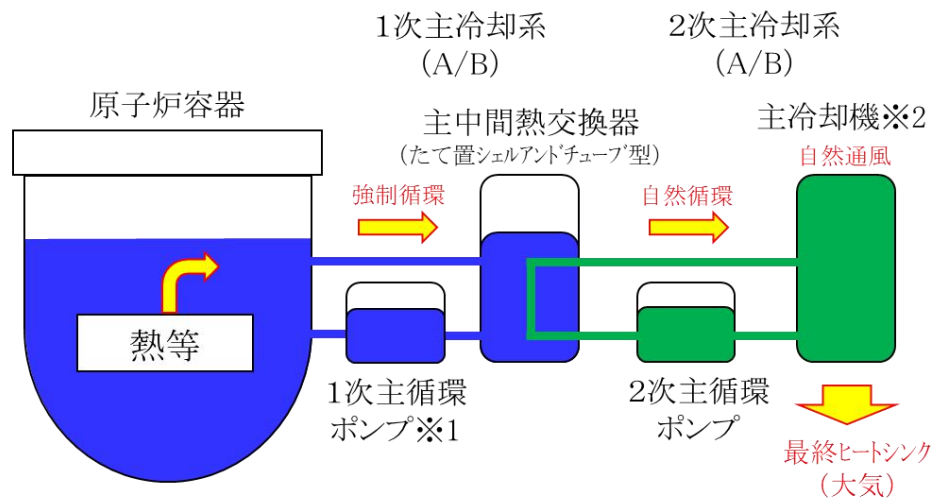 1次主冷却系
(A/B)
2次主冷却系
(A/B)
原子炉容器
主中間熱交換器
(たて置シェルアンドチューブ型)
主冷却機※2
自然通風
強制循環
自然循環
熱等
1次主循環
ポンプ※1
2次主循環
ポンプ
最終ヒートシンク
(大気)